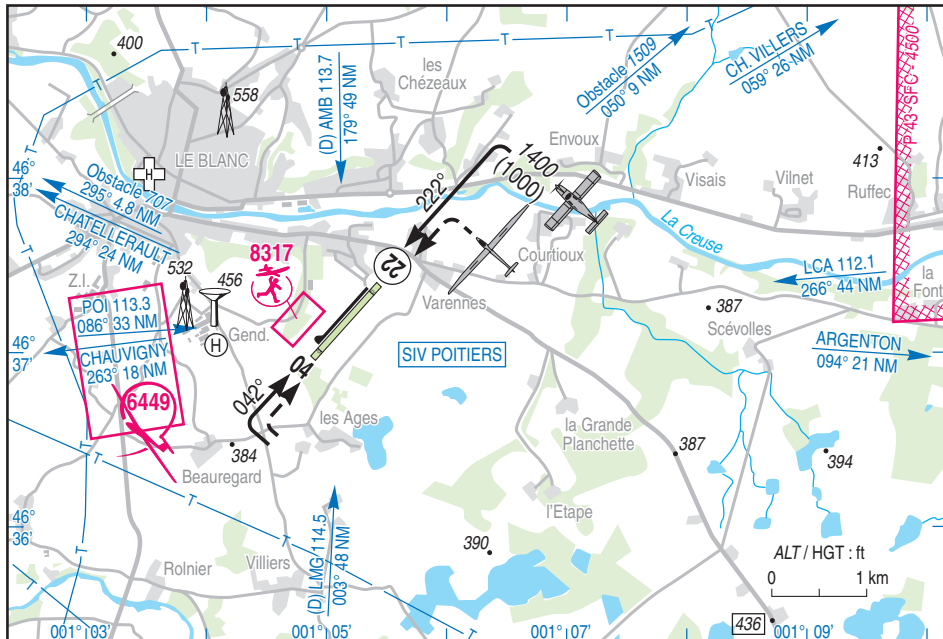 400
558
LE BLANC
H
(D) AMB 113.7
179° 49 NM
les
Chézeaux
Obstacle 1509
050° 9 NM
CH. VILLERS
059° 26 NM
P 43 SFC - 4500
T
T
T
T
T
T
T
T
46°
38'
Obstacle 707
295° 4.8 NM
CHATELLERAULT
294° 24 NM
222°
1400
(1000)
Envoux
Visais
Vilnet
413
Ruffec
La Creuse
Courtioux
22
Varennes
LCA 112.1
266° 44 NM
la
Font
8317
532
456
Z.I.
POI 113.3
086° 33 NM
Gend.
H
CHAUVIGNY
263° 18 NM
46°
37'
387
Scévolles
SIV POITIERS
ARGENTON
094° 21 NM
04
042°
6449
les Ages
384
Beauregard
la Grande
Planchette
387
394
l'Etape
46°
36'
390
(D) LMG 114.5
003° 48 NM
Rolnier
Villiers
ALT / HGT : ft
0 1 km
436
001° 03'
001° 05'
001° 07'
001° 09'